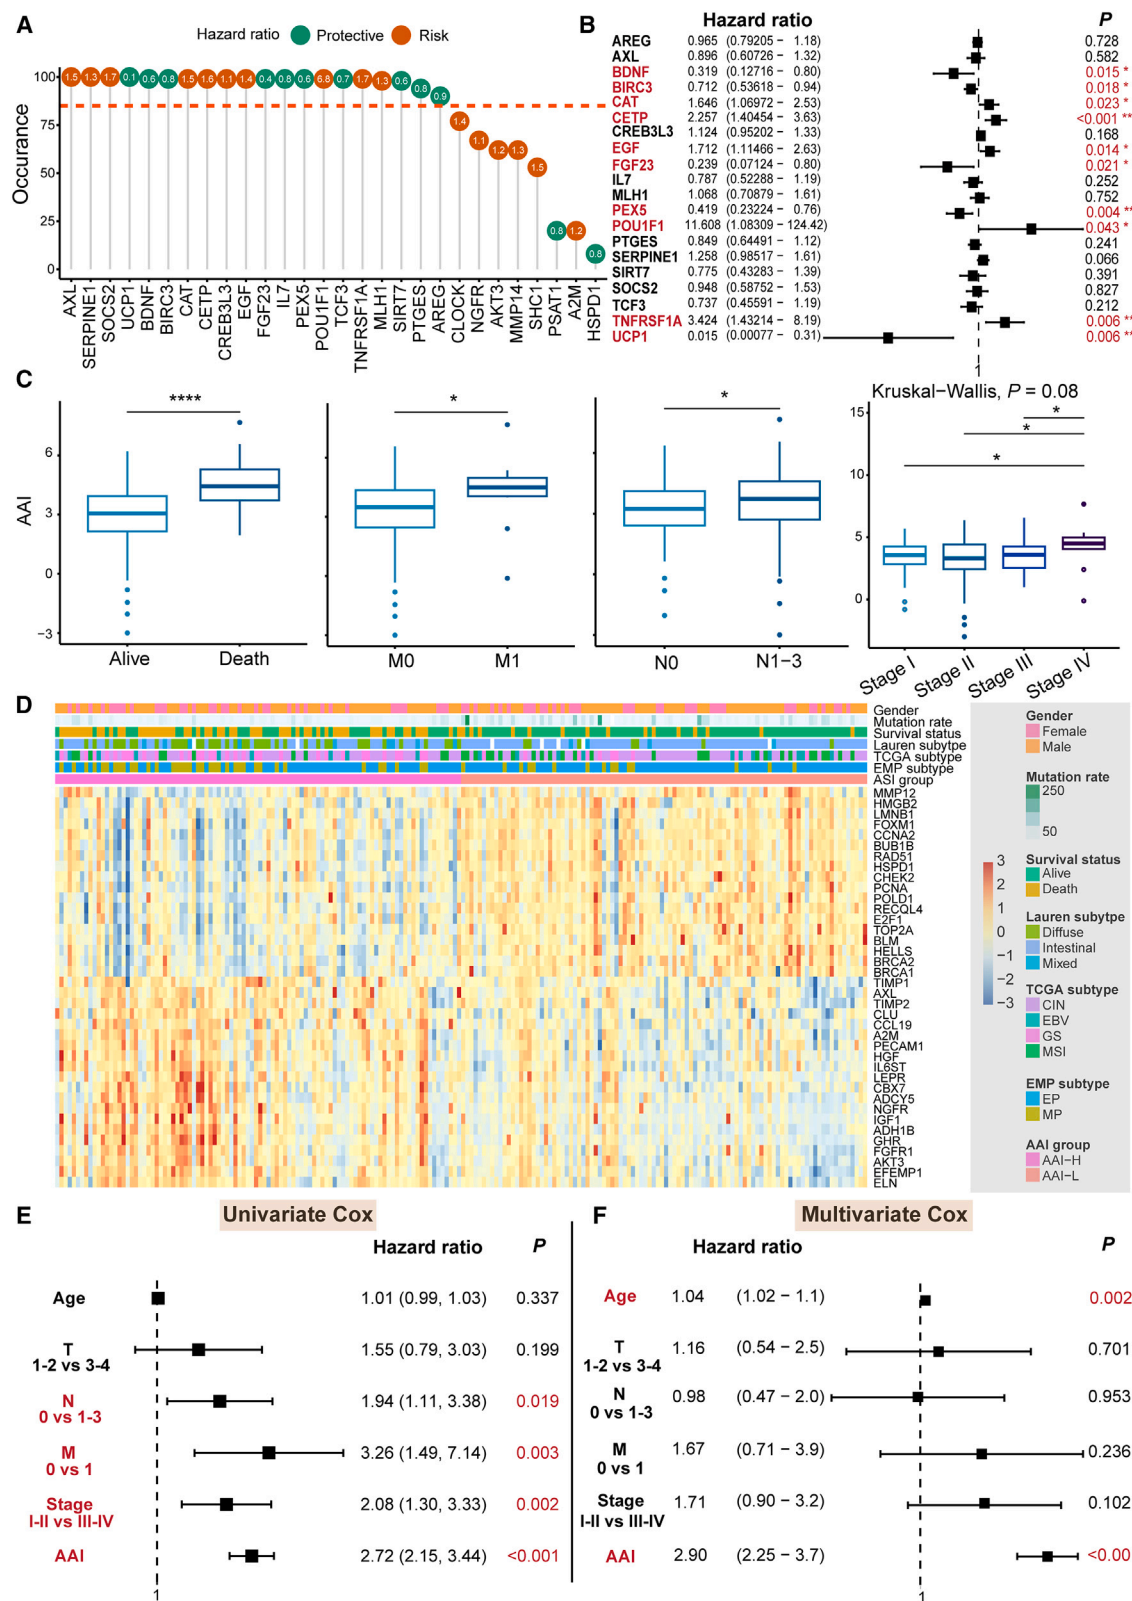 A
Hazard ratio Protective Risk
Occurance
100
75
50
25
0
1.5 1.3 1.7 0.1 0.6 0.8 1.5 1.6 1.1 1.4 0.4 0.8 0.6 6.8 0.7 1.7 1.3 0.6 0.8 0.9 1.4 1.1 1.2 1.3 1.5 0.8 1.2 0.8
AXL SERPINE1 SOCS2 UCP1 BDNF BIRC3 CAT CETP CREB3L3 EGF FGF23 IL7 PEX5 POU1F1 TCF3 TNFRSF1A MLH1 SIRT7 PTGES AREG CLOCK NGFR AKT3 MMP14 SHC1 PSAT1 A2M HSPD1
B
Hazard ratio P
AREG 0.965 (0.79205 − 1.18) 0.728
AXL 0.896 (0.60726 − 1.32) 0.582
BDNF 0.319 (0.12716 − 0.80) 0.015 *
BIRC3 0.712 (0.53618 − 0.94) 0.018 *
CAT 1.646 (1.06972 − 2.53) 0.023 *
CETP 2.257 (1.40454 − 3.63) <0.001 **
CREB3L3 1.124 (0.95202 − 1.33) 0.168
EGF 1.712 (1.11466 − 2.63) 0.014 *
FGF23 0.239 (0.07124 − 0.80) 0.021 *
IL7 0.787 (0.52288 − 1.19) 0.252
MLH1 1.068 (0.70879 − 1.61) 0.752
PEX5 0.419 (0.23224 − 0.76) 0.004 **
POU1F1 11.608 (1.08309 − 124.42) 0.043 *
PTGES 0.849 (0.64491 − 1.12) 0.241
SERPINE1 1.258 (0.98517 − 1.61) 0.066
SIRT7 0.775 (0.43283 − 1.39) 0.391
SOCS2 0.948 (0.58752 − 1.53) 0.827
TCF3 0.737 (0.45591 − 1.19) 0.212
TNFRSF1A 3.424 (1.43214 − 8.19) 0.006 **
UCP1 0.015 (0.00077 − 0.31) 0.006 **
1
C
AAI
6
3
0
−3
****
Alive Death
*
M0 M1
*
N0 N1−3
Kruskal−Wallis, P = 0.08
15
10
5
0
*
*
*
Stage I Stage II Stage III Stage IV
D
Gender
Mutation rate
Survival status
Lauren subytpe
TCGA subtype
EMP subtype
ASI group
MMP12
HMGB2
LMNB1
FOXM1
CCNA2
BUB1B
RAD51
HSPD1
CHEK2
PCNA
POLD1
RECQL4
E2F1
TOP2A
BLM
HELLS
BRCA2
BRCA1
TIMP1
AXL
TIMP2
CLU
CCL19
A2M
PECAM1
HGF
IL6ST
LEPR
CBX7
ADCY5
NGFR
IGF1
ADH1B
GHR
FGFR1
AKT3
EFEMP1
ELN
3
2
1
0
−1
−2
−3
Gender
Female
Male
Mutation rate
250
50
Survival status
Alive
Death
Lauren subytpe
Diffuse
Intestinal
Mixed
TCGA subtype
CIN
EBV
GS
MSI
EMP subtype
EP
MP
AAI group
AAI−H
AAI−L
E
Univariate Cox
Hazard ratio P
Age 1.01 (0.99, 1.03) 0.337
T
1-2 vs 3-4 1.55 (0.79, 3.03) 0.199
N
0 vs 1-3 1.94 (1.11, 3.38) 0.019
M
0 vs 1 3.26 (1.49, 7.14) 0.003
Stage
I-II vs III-IV 2.08 (1.30, 3.33) 0.002
AAI 2.72 (2.15, 3.44) <0.001
1
F
Multivariate Cox
Hazard ratio P
Age 1.04 (1.02 − 1.1) 0.002
T
1-2 vs 3-4 1.16 (0.54 − 2.5) 0.701
N
0 vs 1-3 0.98 (0.47 − 2.0) 0.953
M
0 vs 1 1.67 (0.71 − 3.9) 0.236
Stage
I-II vs III-IV 1.71 (0.90 − 3.2) 0.102
AAI 2.90 (2.25 − 3.7) <0.00
1